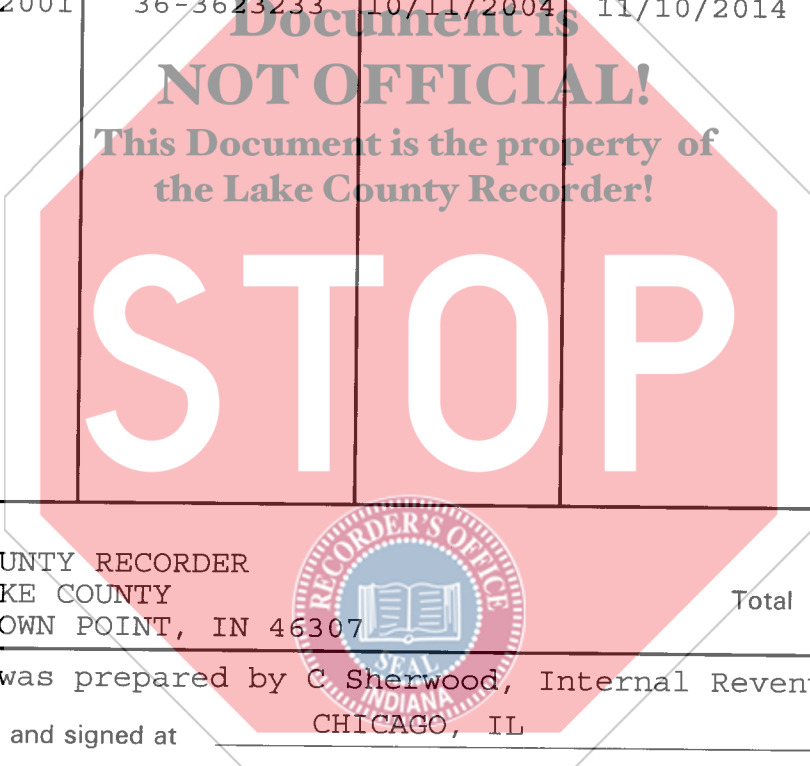 2001 36-3623233 10/11/2004 11/10/2014
Document is
NOT OFFICIAL!
This Document is the property of
the Lake County Recorder!
STOP
UNTY RECORDER
KE COUNTY
OWN POINT, IN 46307
Total
RECORDER'S OFFICE
SEAL
INDIANA
was prepared by C Sherwood, Internal Reven
and signed at CHICAGO, IL